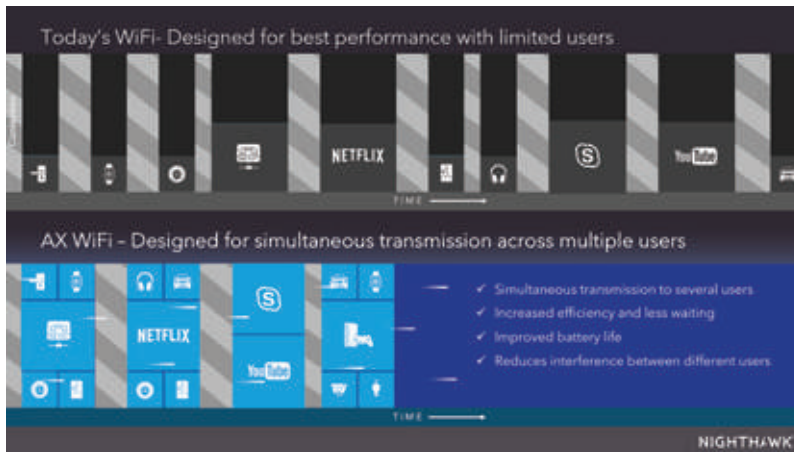 Today's WiFi- Designed for best performance with limited users
NETFLIX
S
YouTube
TIME
AX WiFi – Designed for simultaneous transmission across multiple users
S
NETFLIX
YouTube
✓ Simultaneous transmission to several users
✓ Increased efficiency and less waiting
✓ Improved battery life
✓ Reduces interference between different users
TIME
NIGHTHAWK